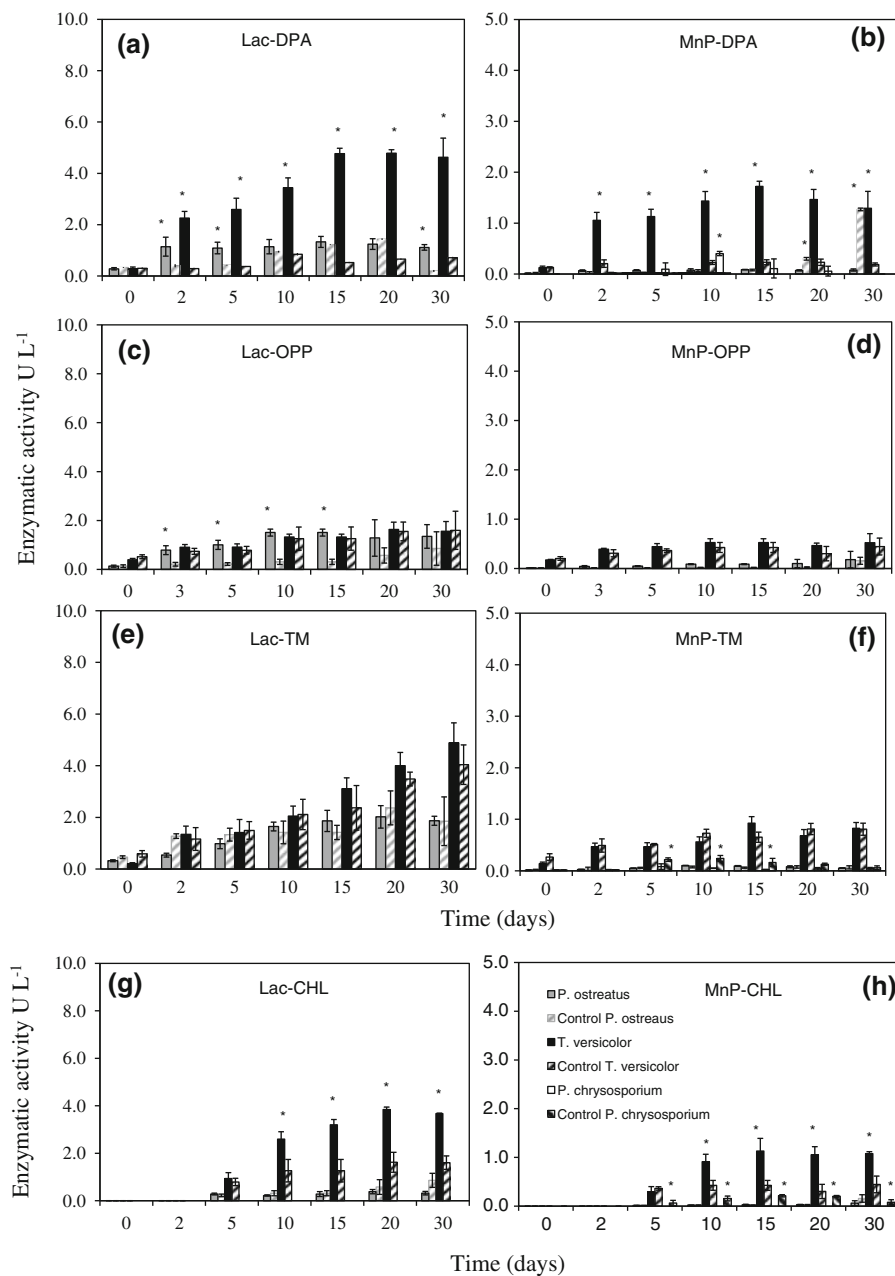 (a) Lac-DPA
10.0
8.0
6.0
4.0
2.0
0.0
* * * * * * * * *
0 2 5 10 15 20 30
MnP-DPA (b)
5.0
4.0
3.0
2.0
1.0
0.0
* * * * * * * * *
0 2 5 10 15 20 30
Enzymatic activity U L-1
(c) Lac-OPP
10.0
8.0
6.0
4.0
2.0
0.0
* * * *
0 3 5 10 15 20 30
MnP-OPP (d)
5.0
4.0
3.0
2.0
1.0
0.0
0 3 5 10 15 20 30
(e) Lac-TM
10.0
8.0
6.0
4.0
2.0
0.0
0 2 5 10 15 20 30
MnP-TM (f)
5.0
4.0
3.0
2.0
1.0
0.0
* * *
0 2 5 10 15 20 30
Time (days)
Enzymatic activity U L-1
(g) Lac-CHL
10.0
8.0
6.0
4.0
2.0
0.0
* * * *
0 2 5 10 15 20 30
MnP-CHL (h)
5.0
4.0
3.0
2.0
1.0
0.0
P. ostreatus
Control P. ostreaus
T. versicolor
Control T. versicolor
P. chrysosporium
Control P. chrysosporium
* * * * * * * * *
0 2 5 10 15 20 30
Time (days)